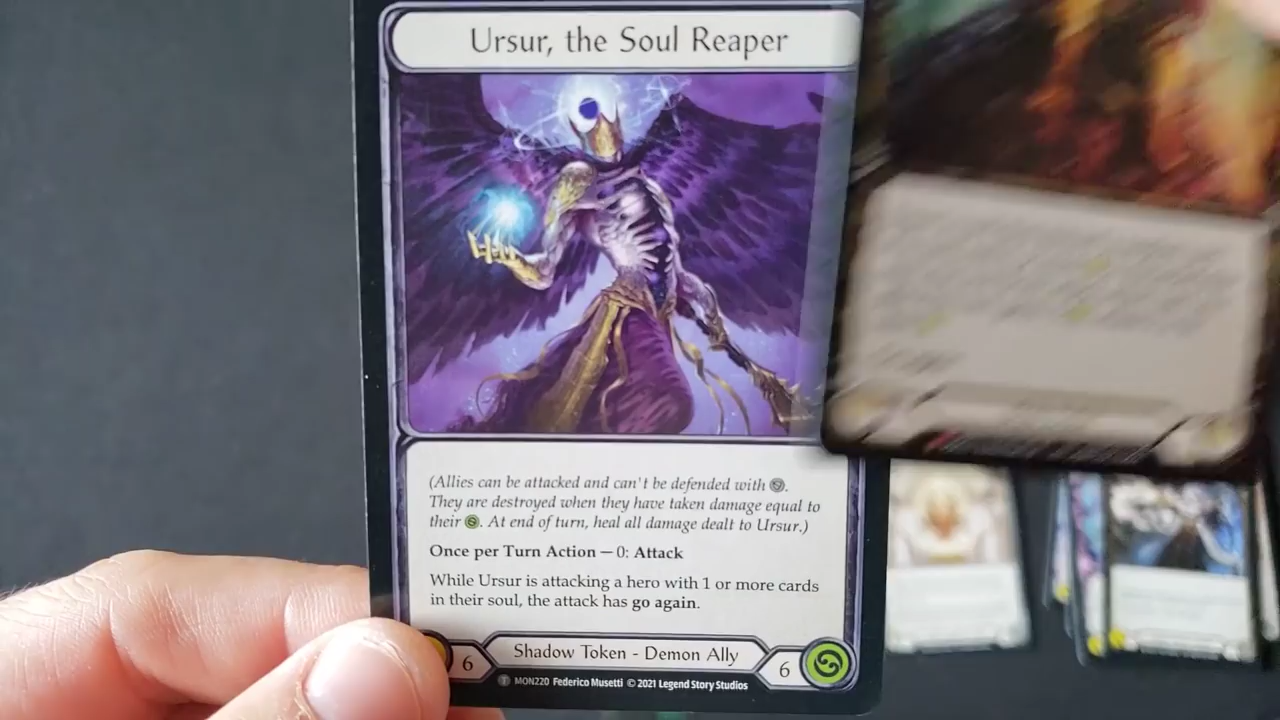 Ursur, the Soul Reaper
(Allies can be attacked and can't be defended with .
They are destroyed when they have taken damage equal to
their . At end of turn, heal all damage dealt to Ursur.)
Once per Turn Action — 0: Attack
While Ursur is attacking a hero with 1 or more cards
in their soul, the attack has go again.
6 Shadow Token - Demon Ally 6
T MON220 Federico Musetti © 2021 Legend Story Studios